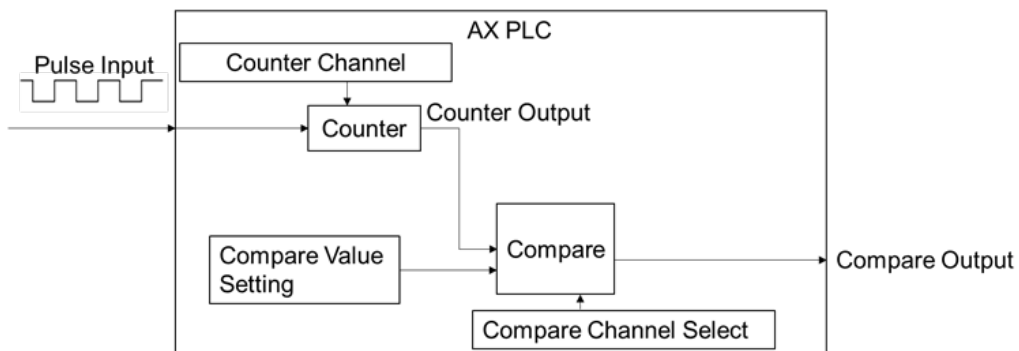 AX PLC
Pulse Input
Counter Channel
Counter Output
Counter
Compare Value
Setting
Compare
Compare Output
Compare Channel Select